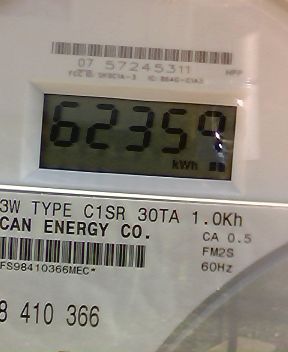 07 57245311
62359
kWh
3W TYPE C1SR 30TA 1.0Kh
CAN ENERGY CO.
CA 0.5
FM2S
*FS98410366MEC*
60Hz
8 410 366